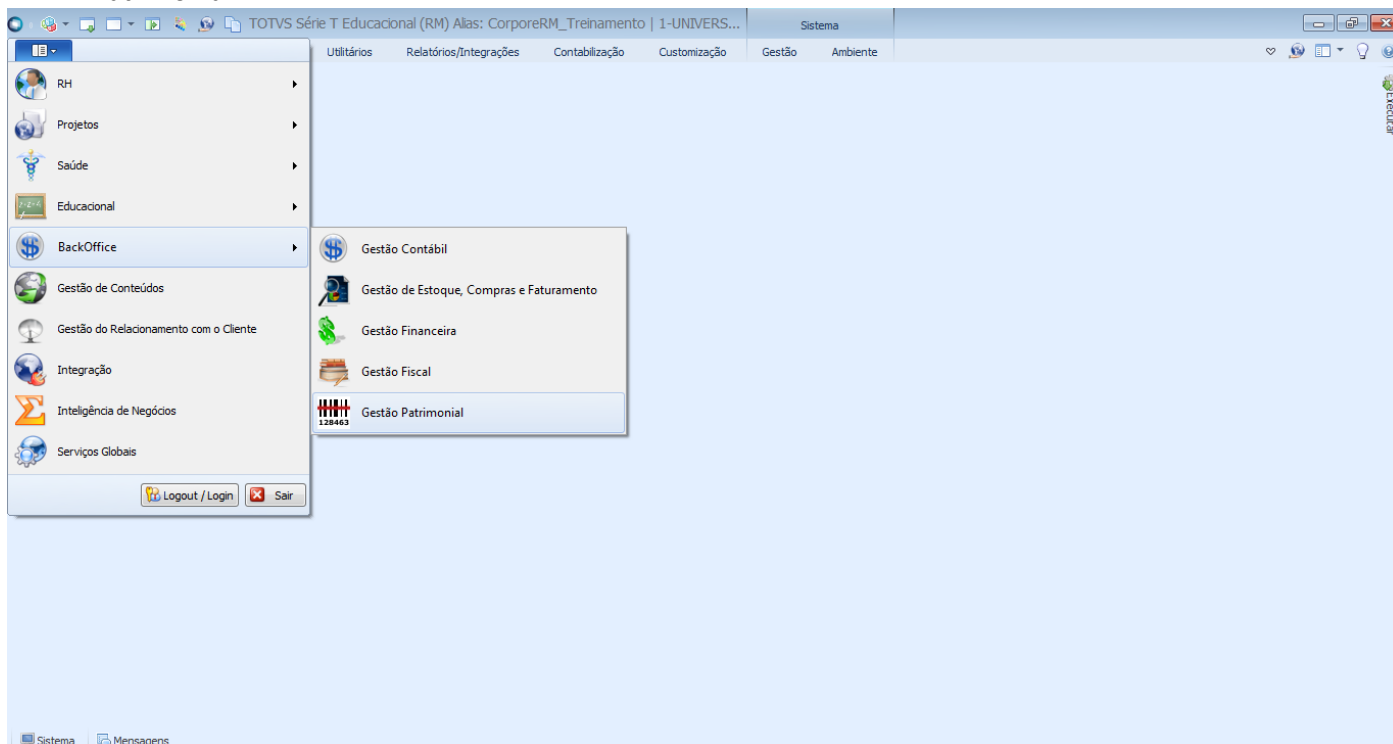 TOTVS Série T Educacional (RM) Alias: CorporeRM_Treinamento | 1-UNIVERS...
Sistema
Utilitários Relatórios/Integrações Contabilização Customização Gestão Ambiente
Executar
RH
Projetos
Saúde
Educacional
BackOffice
Gestão de Conteúdos
Gestão do Relacionamento com o Cliente
Integração
Inteligência de Negócios
Serviços Globais
Logout / Login Sair
Gestão Contábil
Gestão de Estoque, Compras e Faturamento
Gestão Financeira
Gestão Fiscal
128463 Gestão Patrimonial
Sistema Mensagens